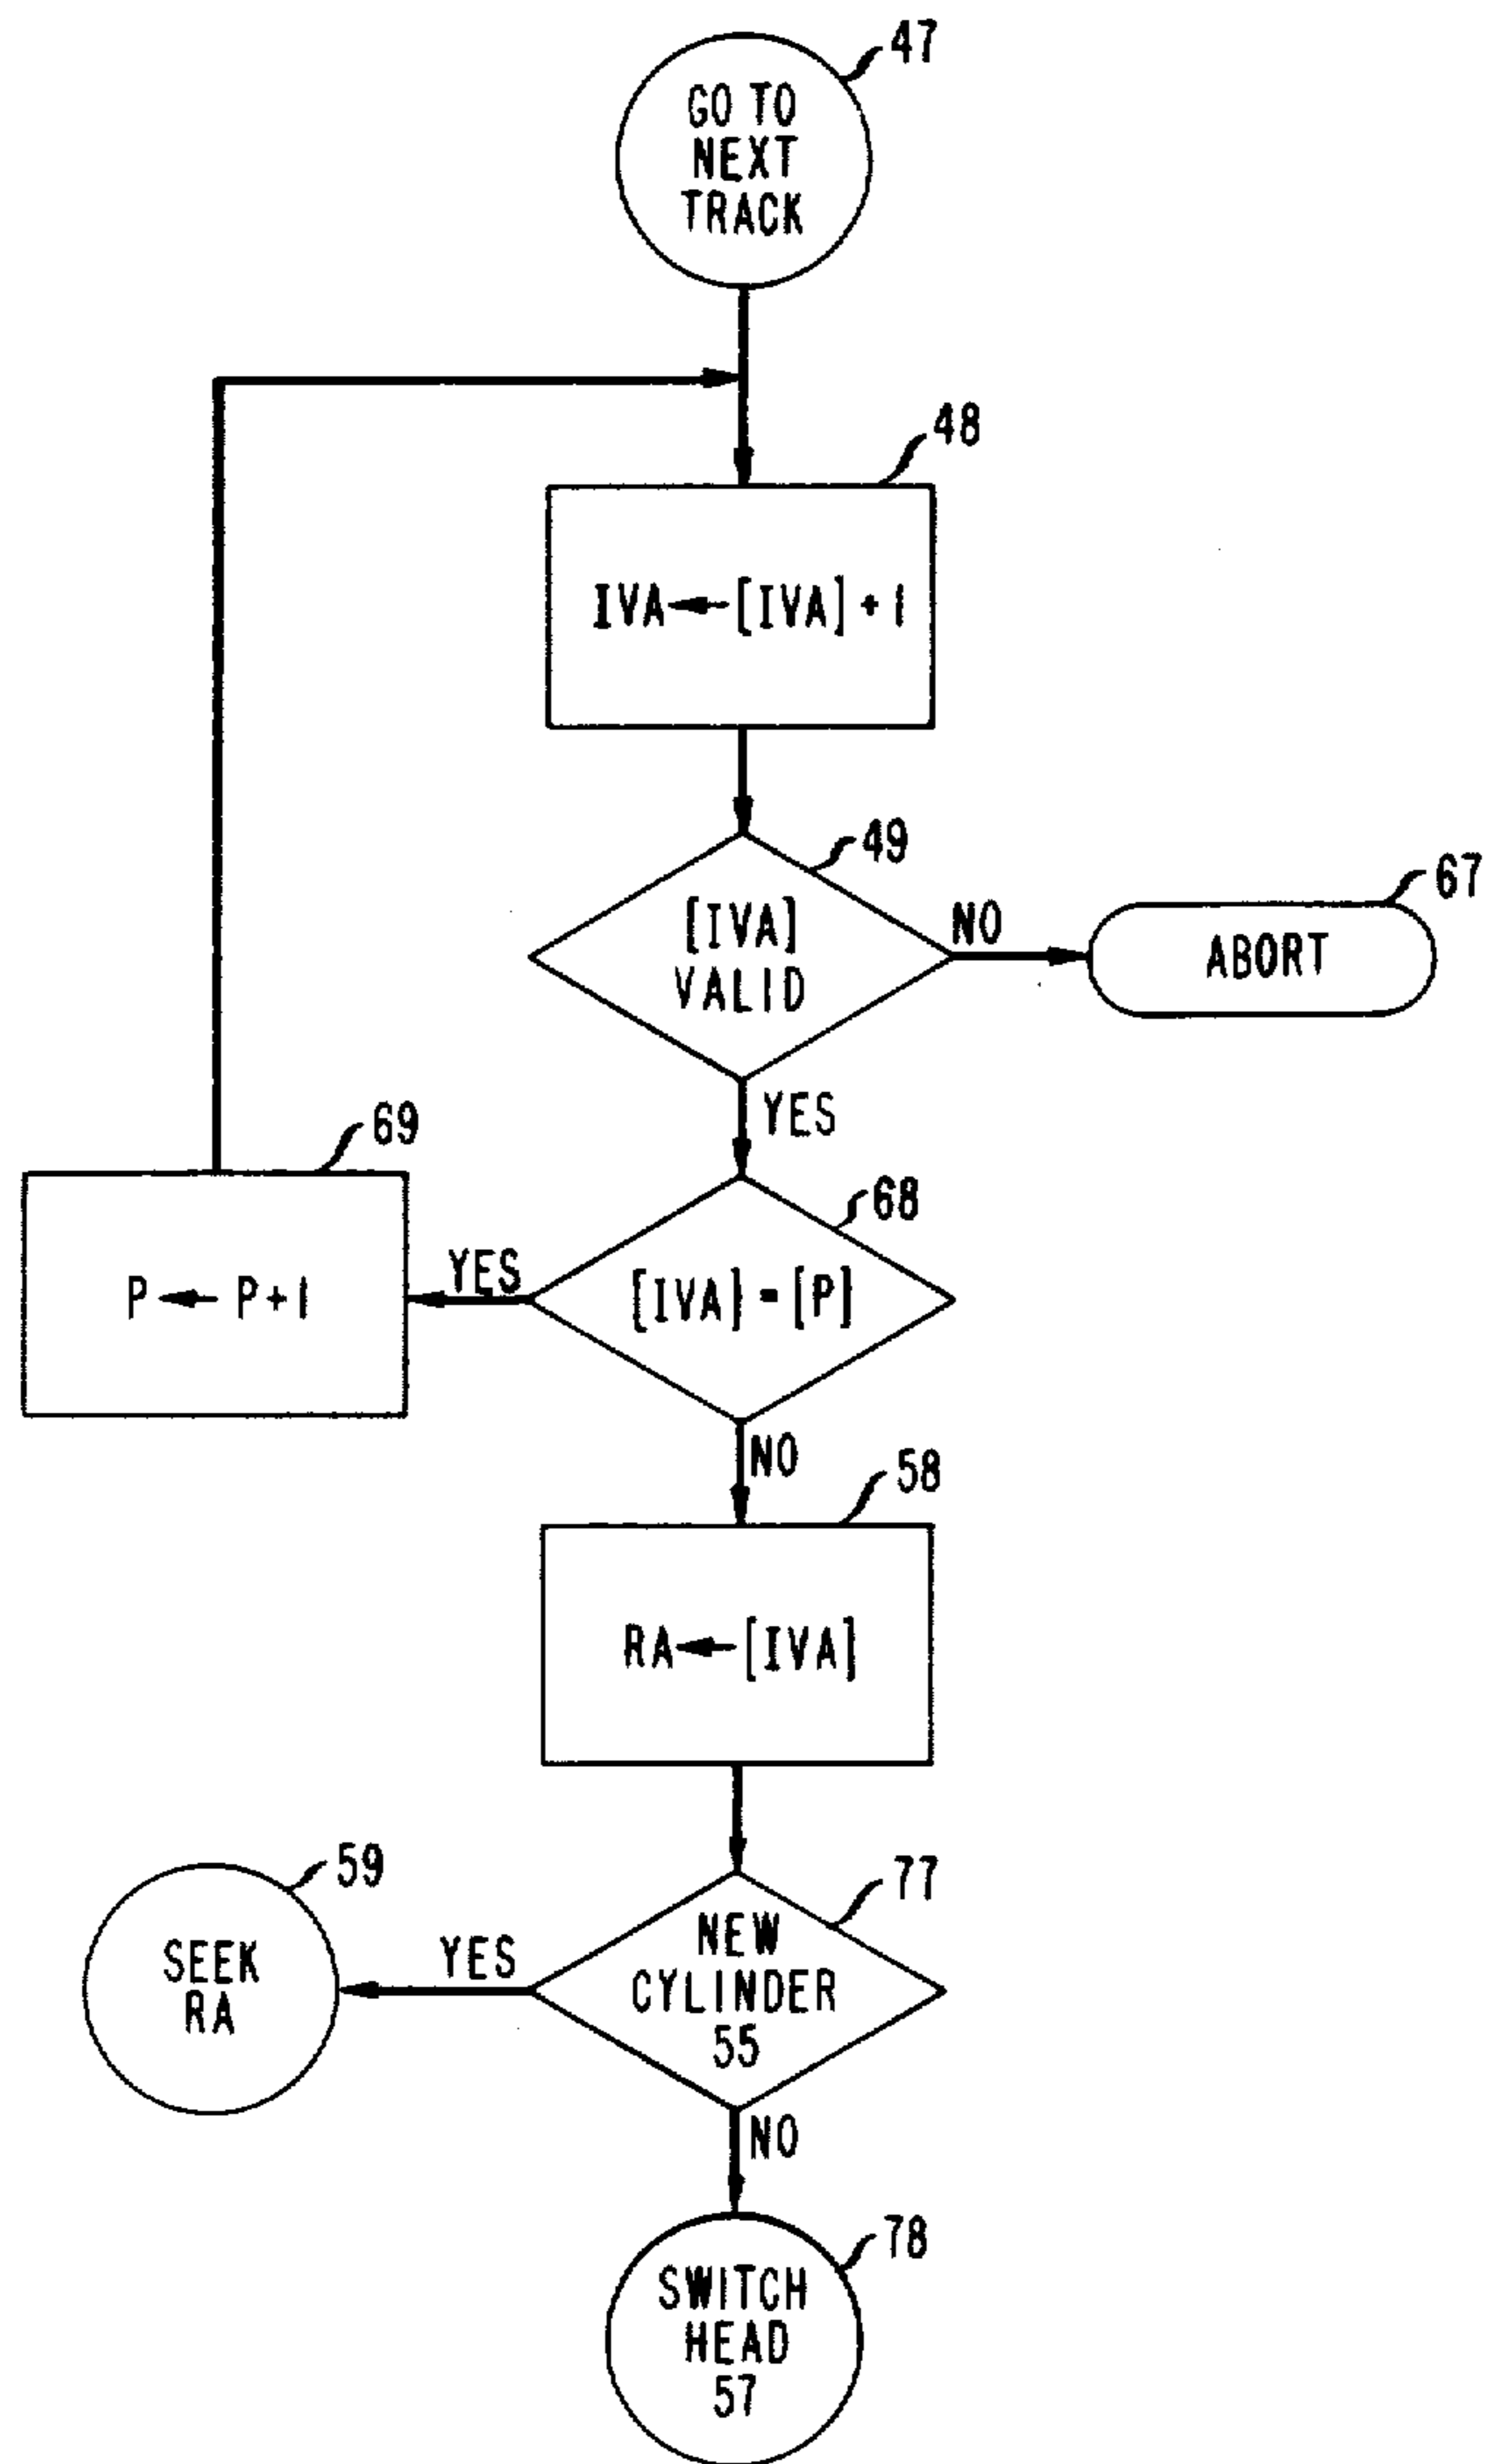 47
GO TO
NEXT
TRACK
48
IVA←[IVA]+1
49
[IVA]
VALID
NO
67
ABORT
YES
69
P ← P+1
YES
68
[IVA]=[P]
NO
58
RA←[IVA]
59
SEEK
RA
YES
77
NEW
CYLINDER
55
NO
78
SWITCH
HEAD
57